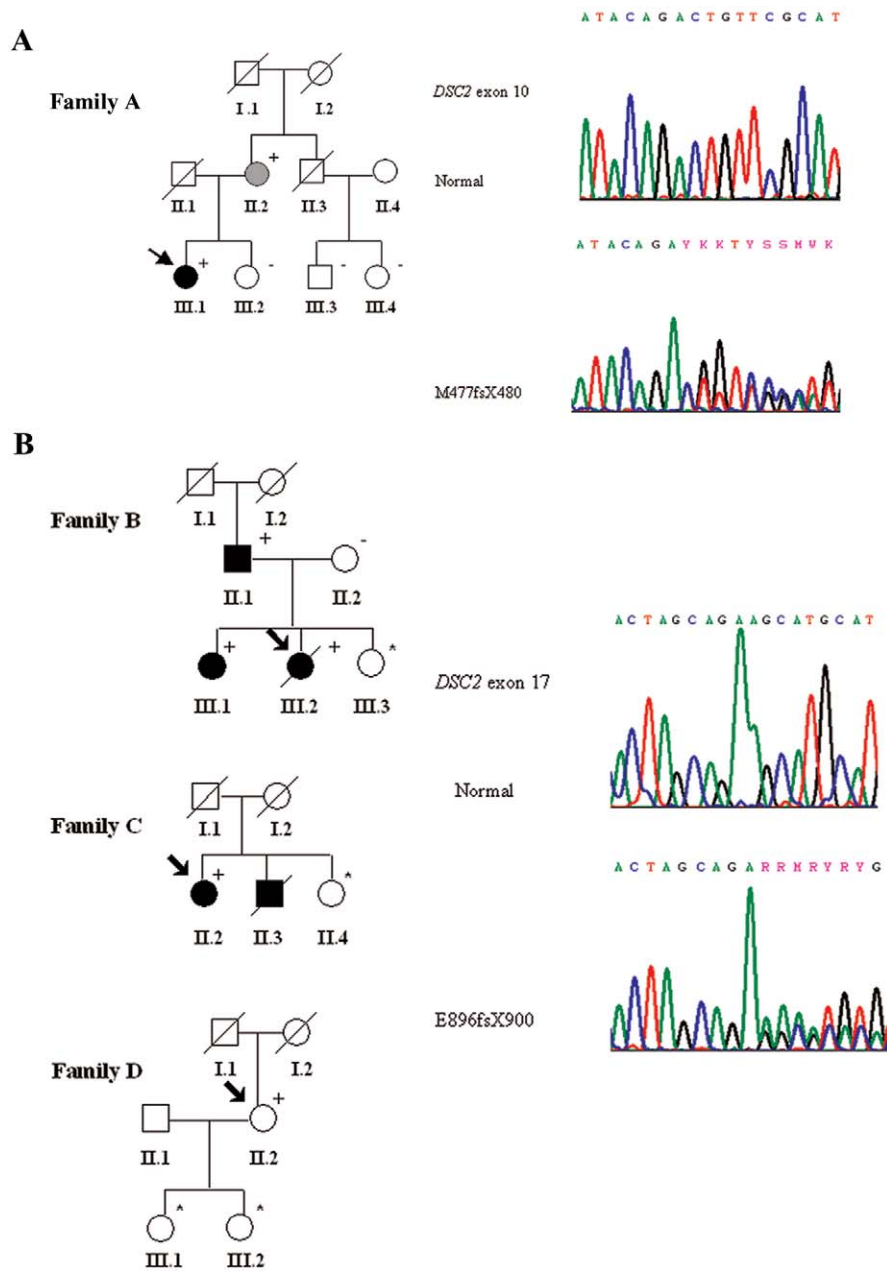 A
Family A
I.1 I.2
+
II.1 II.2 II.3 II.4
+ - - -
III.1 III.2 III.3 III.4
ATACAGACTGTTCGCAT
DSC2 exon 10
Normal
ATACAGAYKKTYSSMWK
M477fsX480
B
Family B
I.1 I.2
+ -
II.1 II.2
+ + *
III.1 III.2 III.3
Family C
I.1 I.2
+ *
II.2 II.3 II.4
Family D
I.1 I.2
+
II.1 II.2
* *
III.1 III.2
ACTAGCAGAAGCATGCAT
DSC2 exon 17
Normal
ACTAGCAGARRMRYRYG
E896fsX900